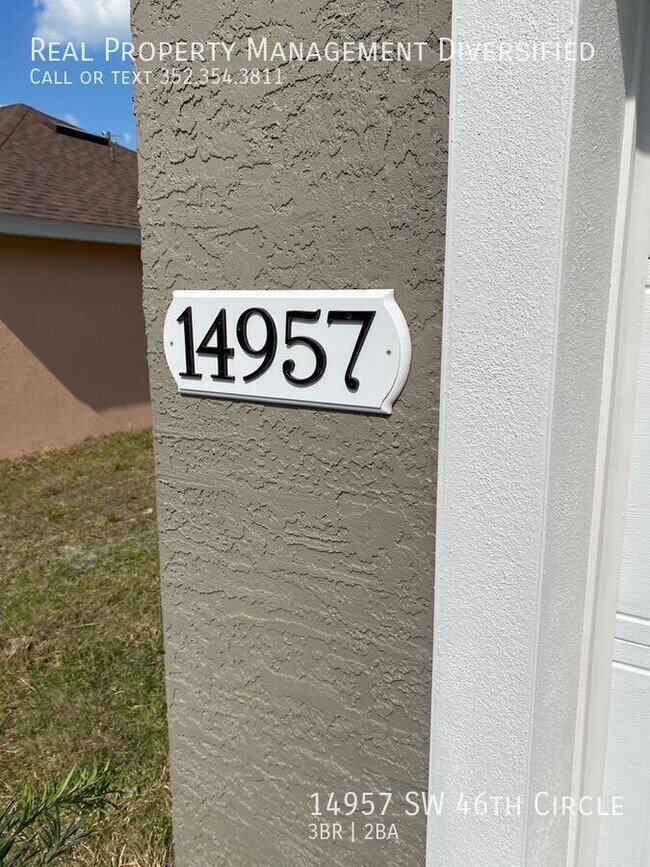 Real Property Management Diversified
Call or text 352.354.3811
14957
14957 SW 46th Circle
3BR | 2BA